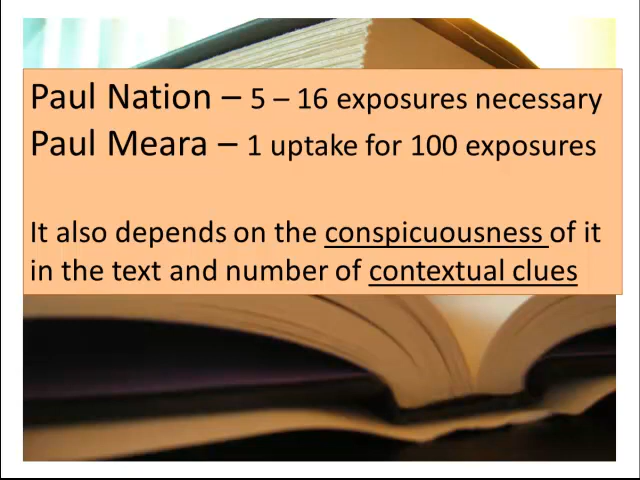 Paul Nation – 5 – 16 exposures necessary
Paul Meara – 1 uptake for 100 exposures
It also depends on the conspicuousness of it
in the text and number of contextual clues